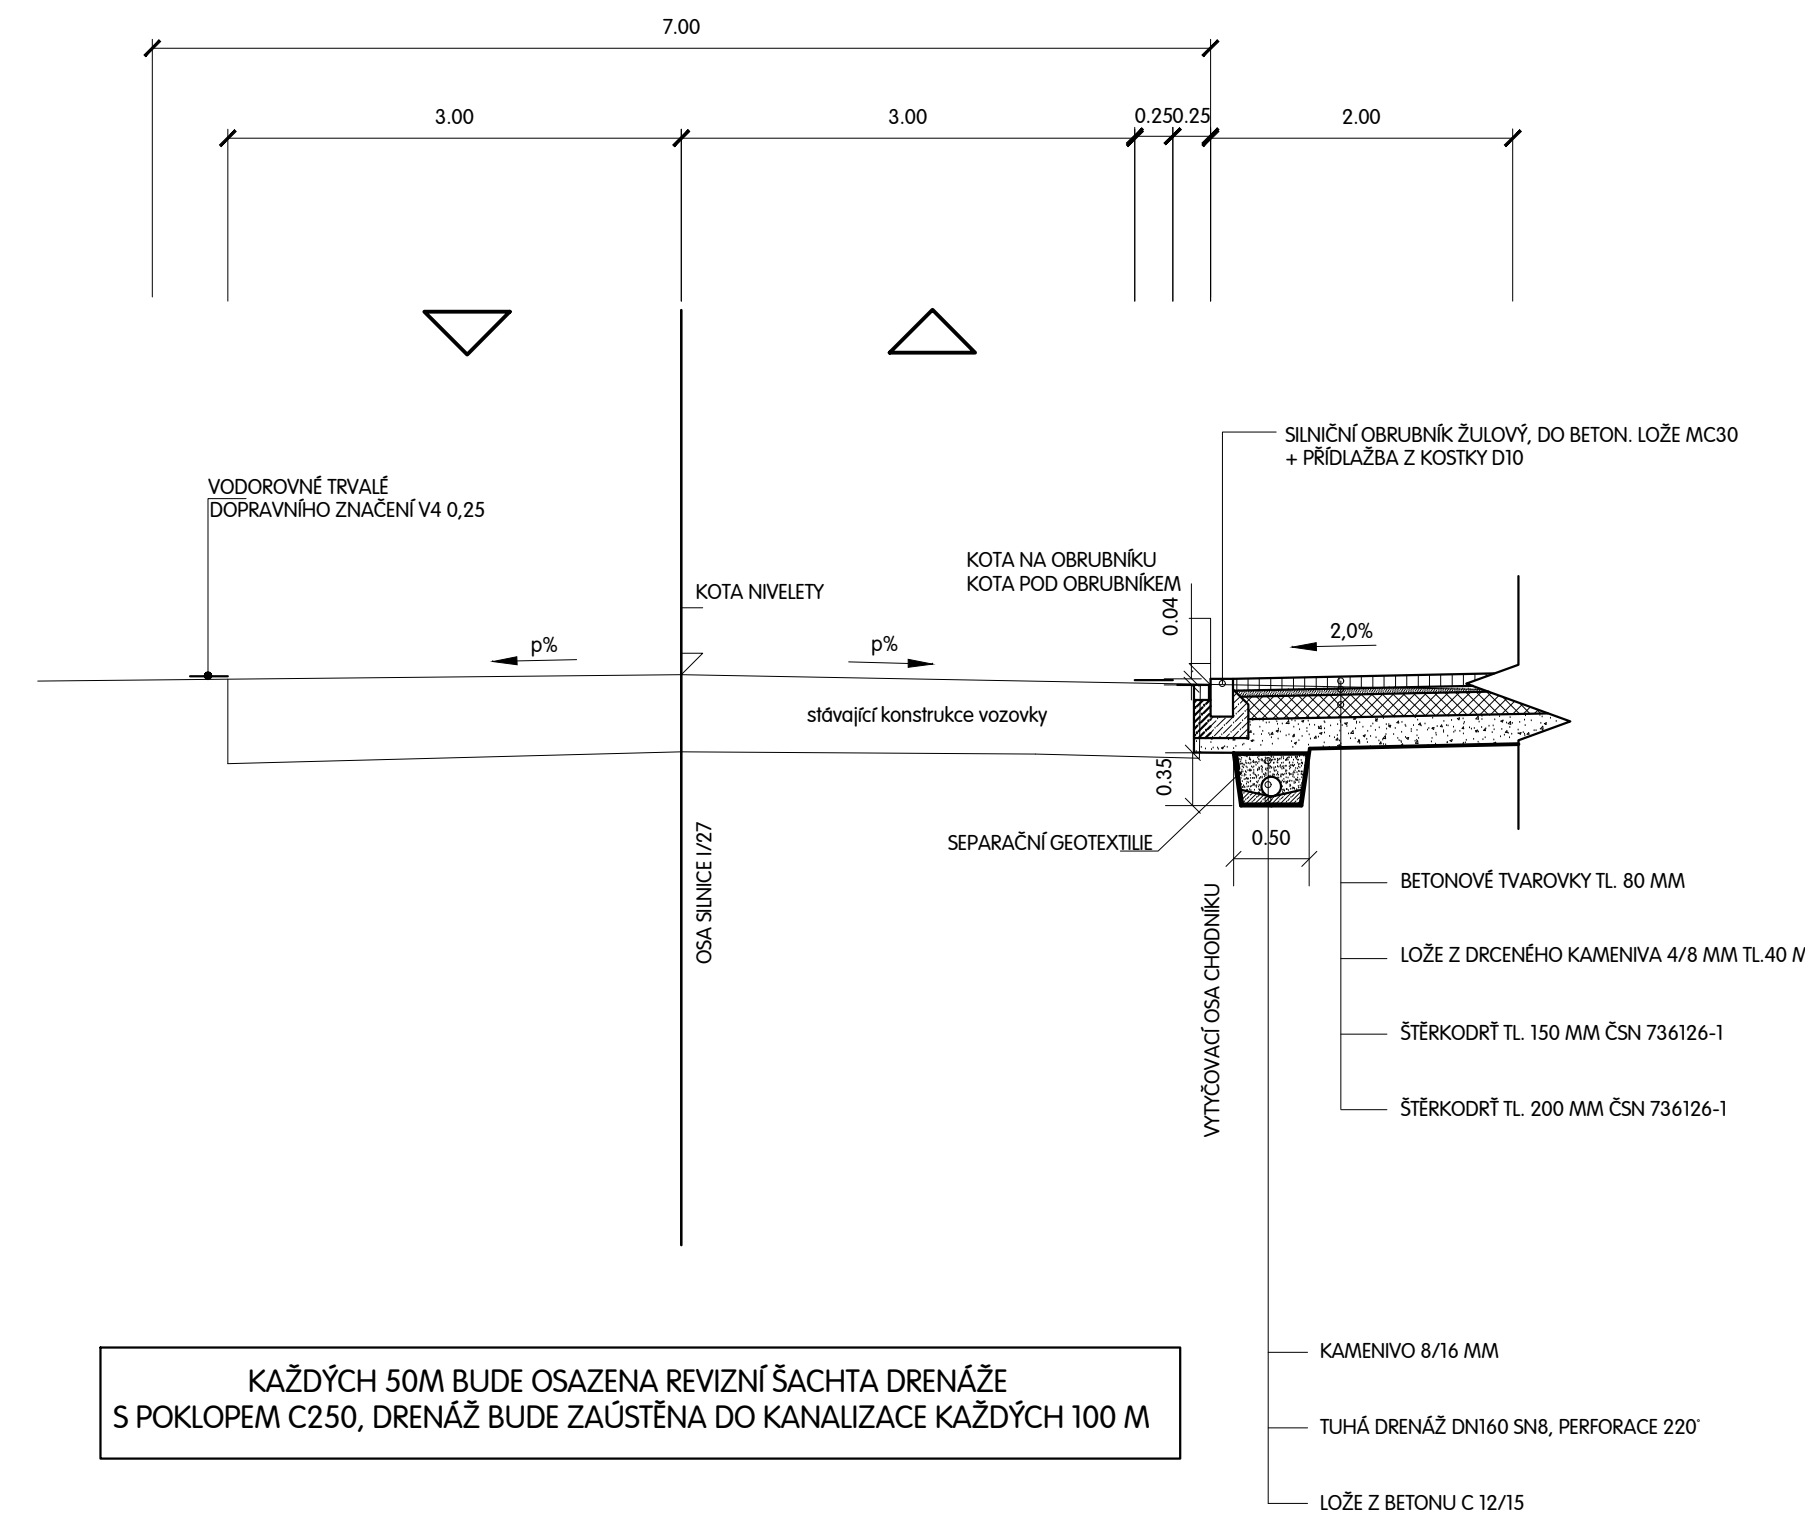 7.00
3.00
3.00
0.25
0.25
2.00
SILNIČNÍ OBRUBNÍK ŽULOVÝ, DO BETON. LOŽE MC30
+ PŘÍDLAŽBA Z KOSTKY D10
VODOROVNÉ TRVALÉ
DOPRAVNÍHO ZNAČENÍ V4 0,25
KOTA NA OBRUBNÍKU
KOTA POD OBRUBNÍKEM
KOTA NIVELETY
0.04
2,0%
p%
p%
stávající konstrukce vozovky
0.35
SEPARAČNÍ GEOTEXTILIE
0.50
OSA SILNICE I/27
VYTYČOVACÍ OSA CHODNÍKU
BETONOVÉ TVAROVKY TL. 80 MM
LOŽE Z DRCENÉHO KAMENIVA 4/8 MM TL.40 M
ŠTĚRKODRŤ TL. 150 MM ČSN 736126-1
ŠTĚRKODRŤ TL. 200 MM ČSN 736126-1
KAMENIVO 8/16 MM
TUHÁ DRENÁŽ DN160 SN8, PERFORACE 220°
LOŽE Z BETONU C 12/15
KAŽDÝCH 50M BUDE OSAZENA REVIZNÍ ŠACHTA DRENÁŽE
S POKLOPEM C250, DRENÁŽ BUDE ZAÚSTĚNA DO KANALIZACE KAŽDÝCH 100 M